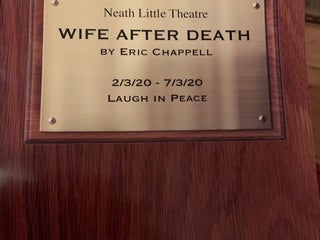 Neath Little Theatre
WIFE AFTER DEATH
BY ERIC CHAPPELL
2/3/20 - 7/3/20
LAUGH IN PEACE